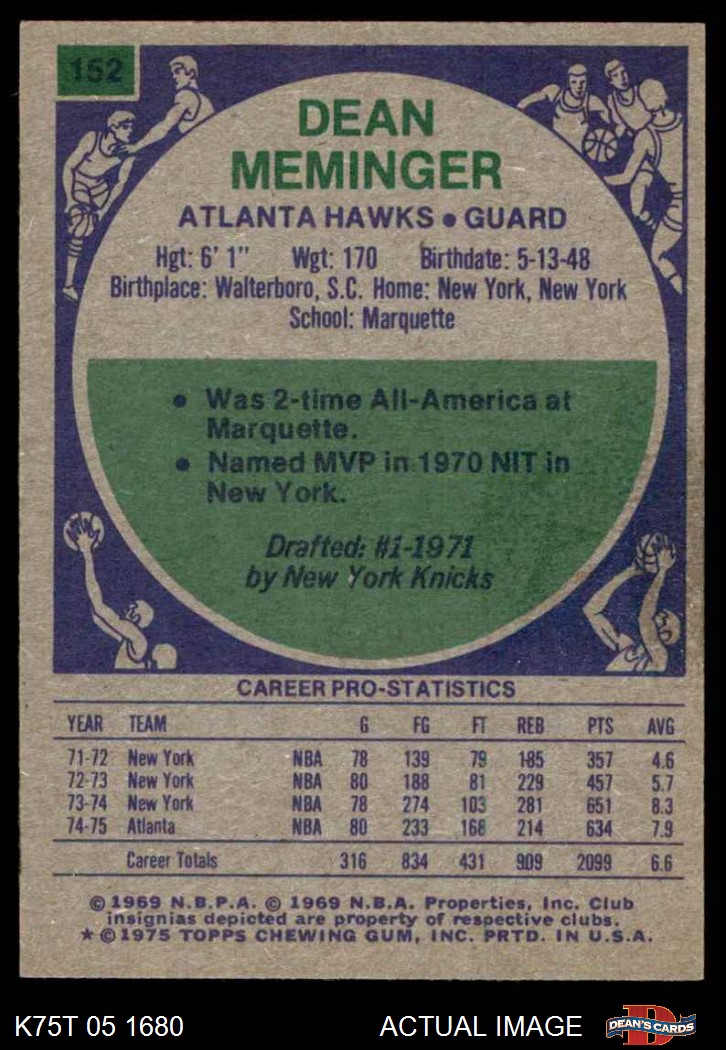 152
DEAN
MEMINGER
ATLANTA HAWKS • GUARD
Hgt: 6' 1" Wgt: 170 Birthdate: 5-13-48
Birthplace: Walterboro, S.C. Home: New York, New York
School: Marquette
• Was 2-time All-America at
Marquette.
• Named MVP in 1970 NIT in
New York.
Drafted: #1-1971
by New York Knicks
CAREER PRO-STATISTICS
YEAR TEAM G FG FT REB PTS AVG
71-72 New York NBA 78 139 79 185 357 4.6
72-73 New York NBA 80 188 81 229 457 5.7
73-74 New York NBA 78 274 103 281 651 8.3
74-75 Atlanta NBA 80 233 168 214 634 7.9
Career Totals 316 834 431 909 2099 6.6
© 1969 N.B.P.A. © 1969 N.B.A. Properties, Inc. Club
insignias depicted are property of respective clubs.
★ © 1975 TOPPS CHEWING GUM, INC. PRTD. IN U.S.A.
K75T 05 1680 ACTUAL IMAGE D DEAN'S CARDS